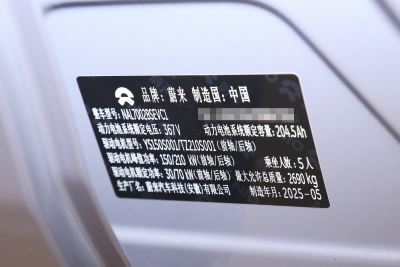 品牌：蔚来 制造国：中国
整车型号：NAL7002BSEVC1
动力电池系统额定电压：367V 动力电池系统额定容量：204.5Ah
驱动电机型号：YS150S001/TZ210S001（前轴/后轴）
驱动电机峰值功率：150/210 kW（前轴/后轴） 乘坐人数：5人
驱动电机额定功率：50/70 kW（前轴/后轴） 最大允许总质量：2690kg
生产厂名：蔚来汽车科技（安徽）有限公司 制造年月：2025-05